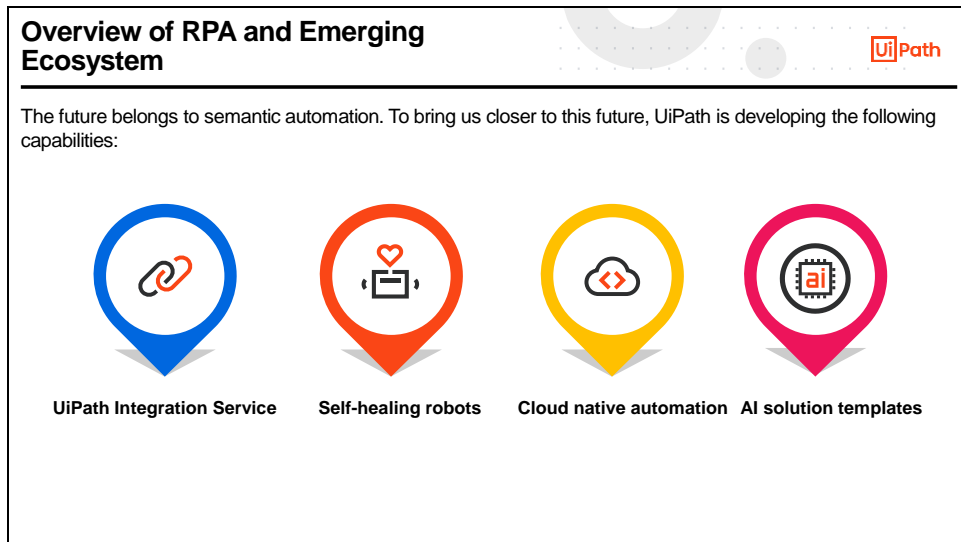 Overview of RPA and Emerging
Ecosystem
UiPath
The future belongs to semantic automation. To bring us closer to this future, UiPath is developing the following
capabilities:
ai
UiPath Integration Service
Self-healing robots
Cloud native automation
AI solution templates